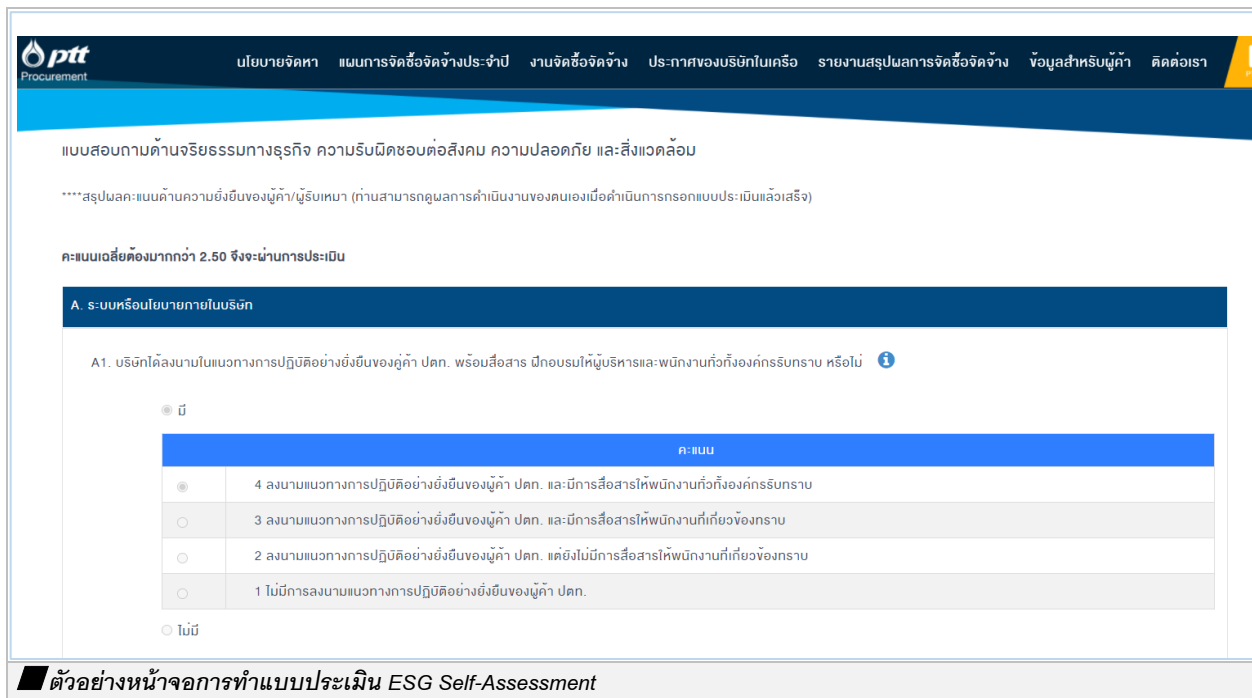 ptt
Procurement
นโยบายจัดหา แผนการจัดซื้อจัดจ้างประจำปี งานจัดซื้อจัดจ้าง ประกาศของบริษัทในเครือ รายงานสรุปผลการจัดซื้อจัดจ้าง ข้อมูลสำหรับผู้ค้า ติดต่อเรา
แบบสอบถามด้านจริยธรรมทางธุรกิจ ความรับผิดชอบต่อสังคม ความปลอดภัย และสิ่งแวดล้อม
****สรุปผลคะแนนด้านความยั่งยืนของผู้ค้า/ผู้รับเหมา (ท่านสามารถดูผลการดำเนินงานของตนเองเมื่อดำเนินการกรอกแบบประเมินแล้วเสร็จ)
คะแนนเฉลี่ยต้องมากกว่า 2.50 จึงจะผ่านการประเมิน
A. ระบบหรือนโยบายภายในบริษัท
A1. บริษัทได้ลงนามในแนวทางการปฏิบัติอย่างยั่งยืนของคู่ค้า ปตท. พร้อมสื่อสาร ฝึกอบรมให้ผู้บริหารและพนักงานทั่วทั้งองค์กรรับทราบ หรือไม่
มี
คะแนน
4 ลงนามแนวทางการปฏิบัติอย่างยั่งยืนของผู้ค้า ปตท. และมีการสื่อสารให้พนักงานทั่วทั้งองค์กรรับทราบ
3 ลงนามแนวทางการปฏิบัติอย่างยั่งยืนของผู้ค้า ปตท. และมีการสื่อสารให้พนักงานที่เกี่ยวข้องทราบ
2 ลงนามแนวทางการปฏิบัติอย่างยั่งยืนของผู้ค้า ปตท. แต่ยังไม่มีการสื่อสารให้พนักงานที่เกี่ยวข้องทราบ
1 ไม่มีการลงนามแนวทางการปฏิบัติอย่างยั่งยืนของผู้ค้า ปตท.
ไม่มี
ตัวอย่างหน้าจอการทำแบบประเมิน ESG Self-Assessment